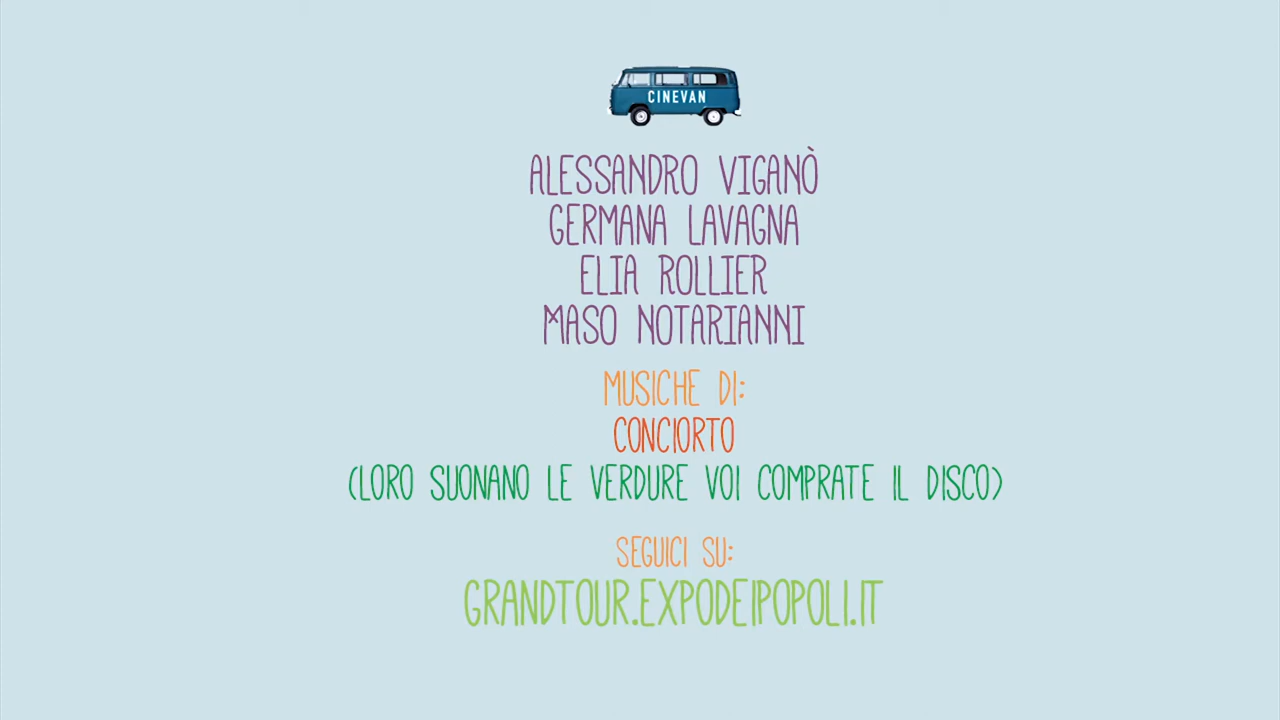 CINEVAN
ALESSANDRO VIGANÒ
GERMANA LAVAGNA
ELIA ROLLIER
MASO NOTARIANNI
MUSICHE DI:
CONCIORTO
(LORO SUONANO LE VERDURE VOI COMPRATE IL DISCO)
SEGUICI SU:
GRANDTOUR.EXPODEIPOPOLI.IT